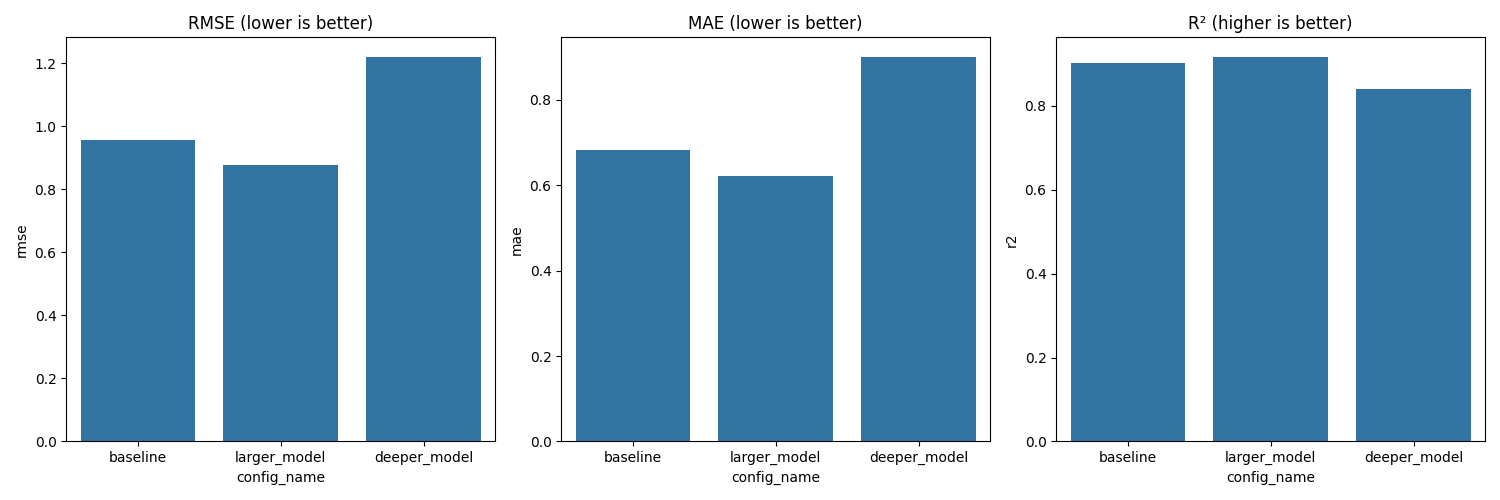 RMSE (lower is better)
1.2
1.0
0.8
0.6
0.4
0.2
0.0
rmse
baseline
larger_model
deeper_model
config_name
MAE (lower is better)
0.8
0.6
0.4
0.2
0.0
mae
baseline
larger_model
deeper_model
config_name
R² (higher is better)
0.8
0.6
0.4
0.2
0.0
r2
baseline
larger_model
deeper_model
config_name